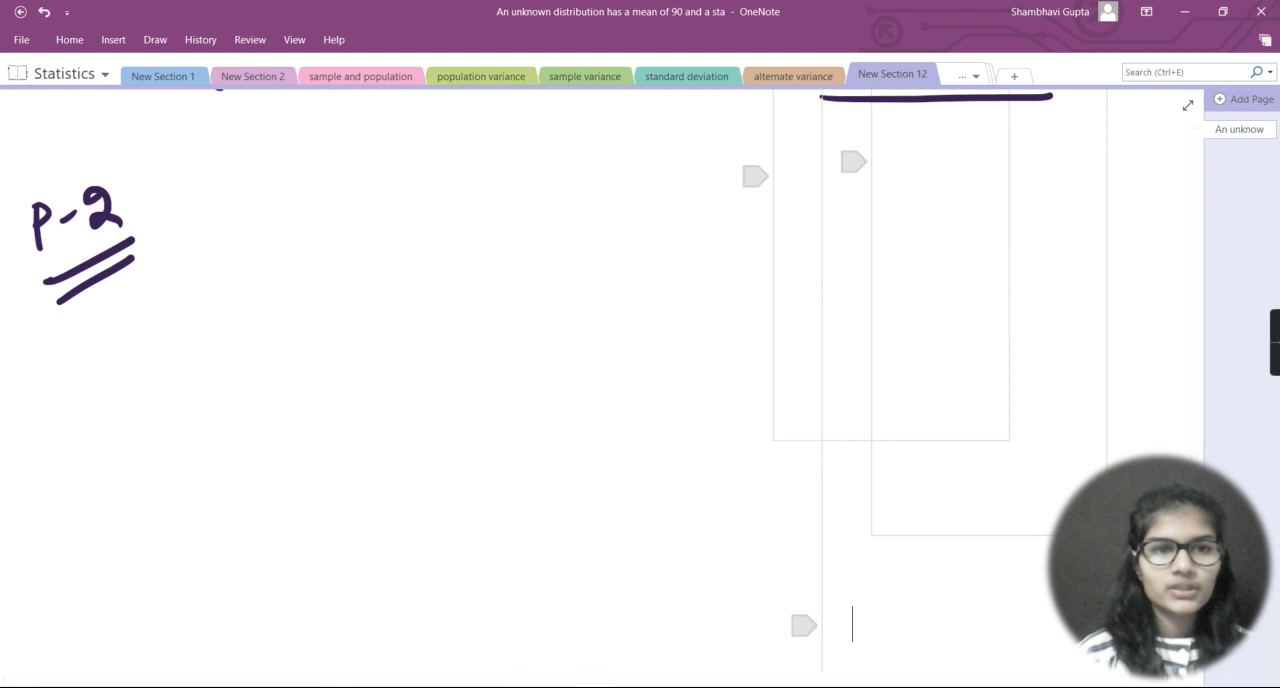 An unknown distribution has a mean of 90 and a sta - OneNote
Shambhavi Gupta
File Home Insert Draw History Review View Help
Statistics
New Section 1
New Section 2
sample and population
population variance
sample variance
standard deviation
alternate variance
New Section 12
...
+
Search (Ctrl+E)
Add Page
An unknow
P-2